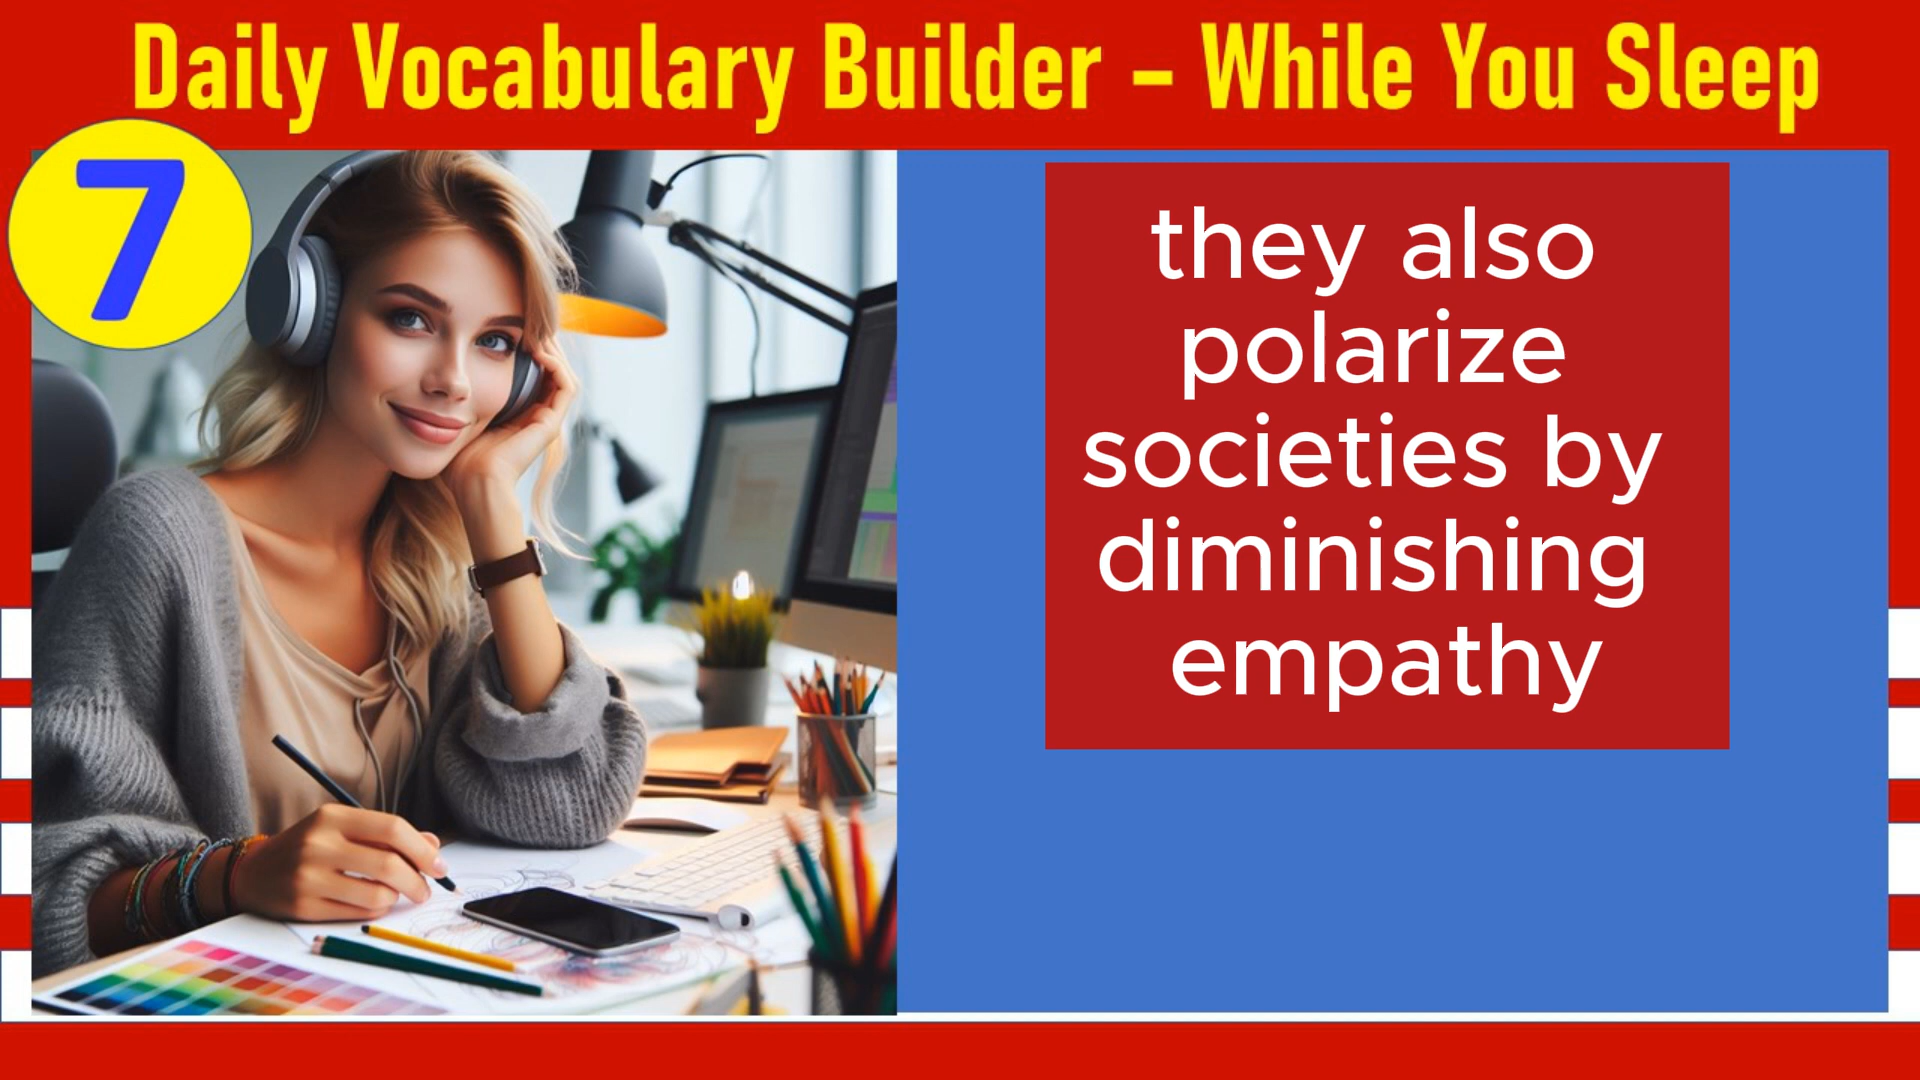 Daily Vocabulary Builder – While You Sleep
7
they also
polarize
societies by
diminishing
empathy